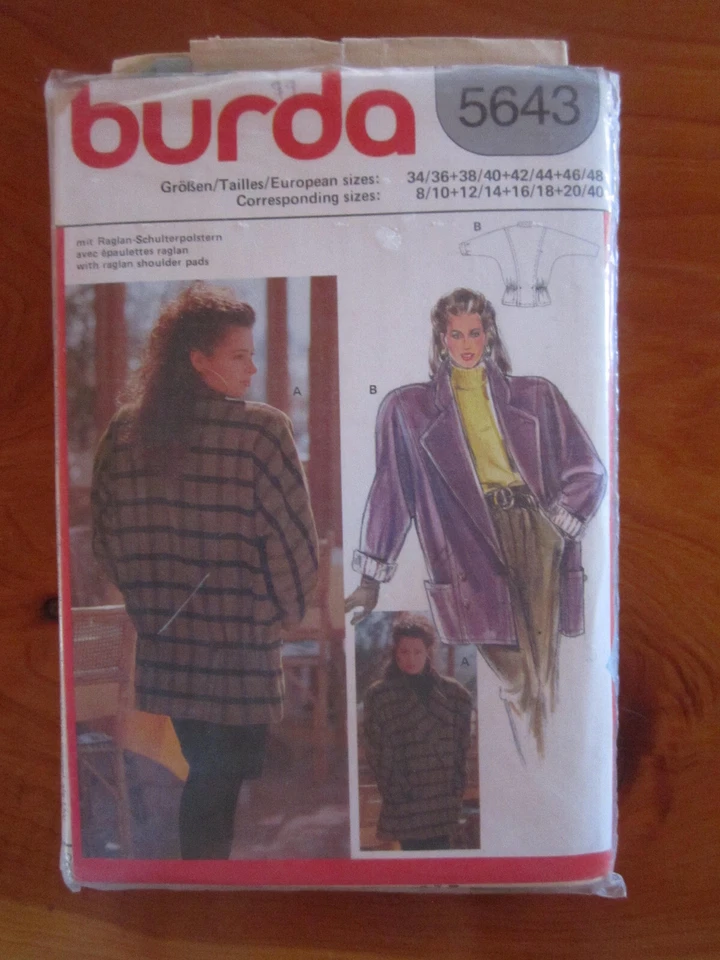 burda
5643
Größen/Tailles/European sizes: 34/36+38/40+42/44+46/48
Corresponding sizes: 8/10+12/14+16/18+20/40
mit Raglan-Schulterpolstern
avec épaulettes raglan
with raglan shoulder pads
B
A
B
A